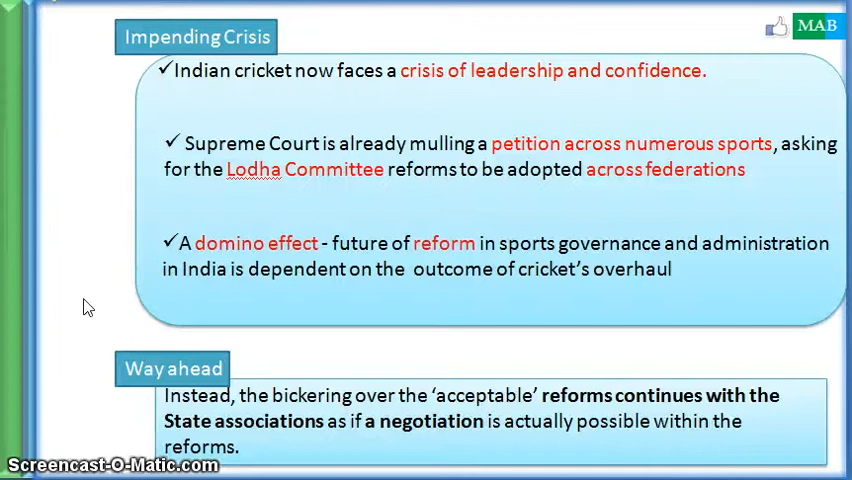 Impending Crisis
MAB
✓Indian cricket now faces a crisis of leadership and confidence.
✓ Supreme Court is already mulling a petition across numerous sports, asking
for the Lodha Committee reforms to be adopted across federations
✓A domino effect - future of reform in sports governance and administration
in India is dependent on the outcome of cricket's overhaul
Way ahead
Instead, the bickering over the ‘acceptable’ reforms continues with the
State associations as if a negotiation is actually possible within the
reforms.
Screencast-O-Matic.com